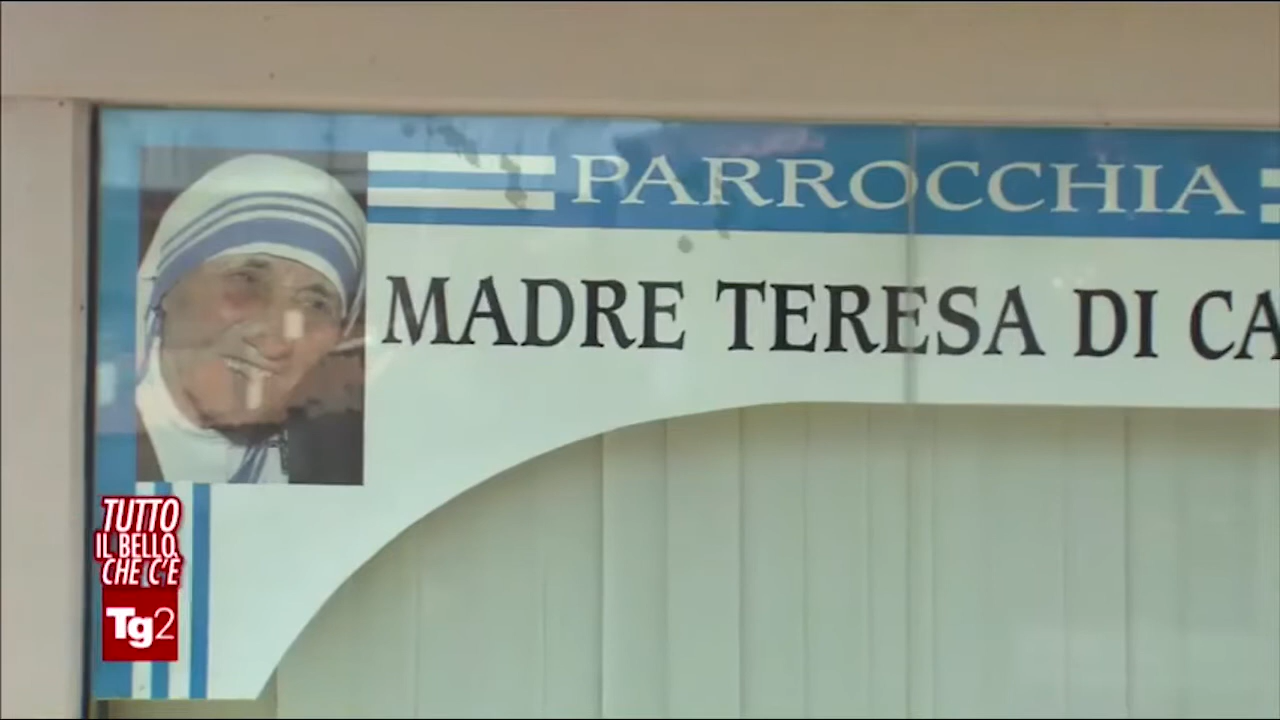 PARROCCHIA
MADRE TERESA DI CA
TUTTO
IL BELLO
CHE C'È
Tg2